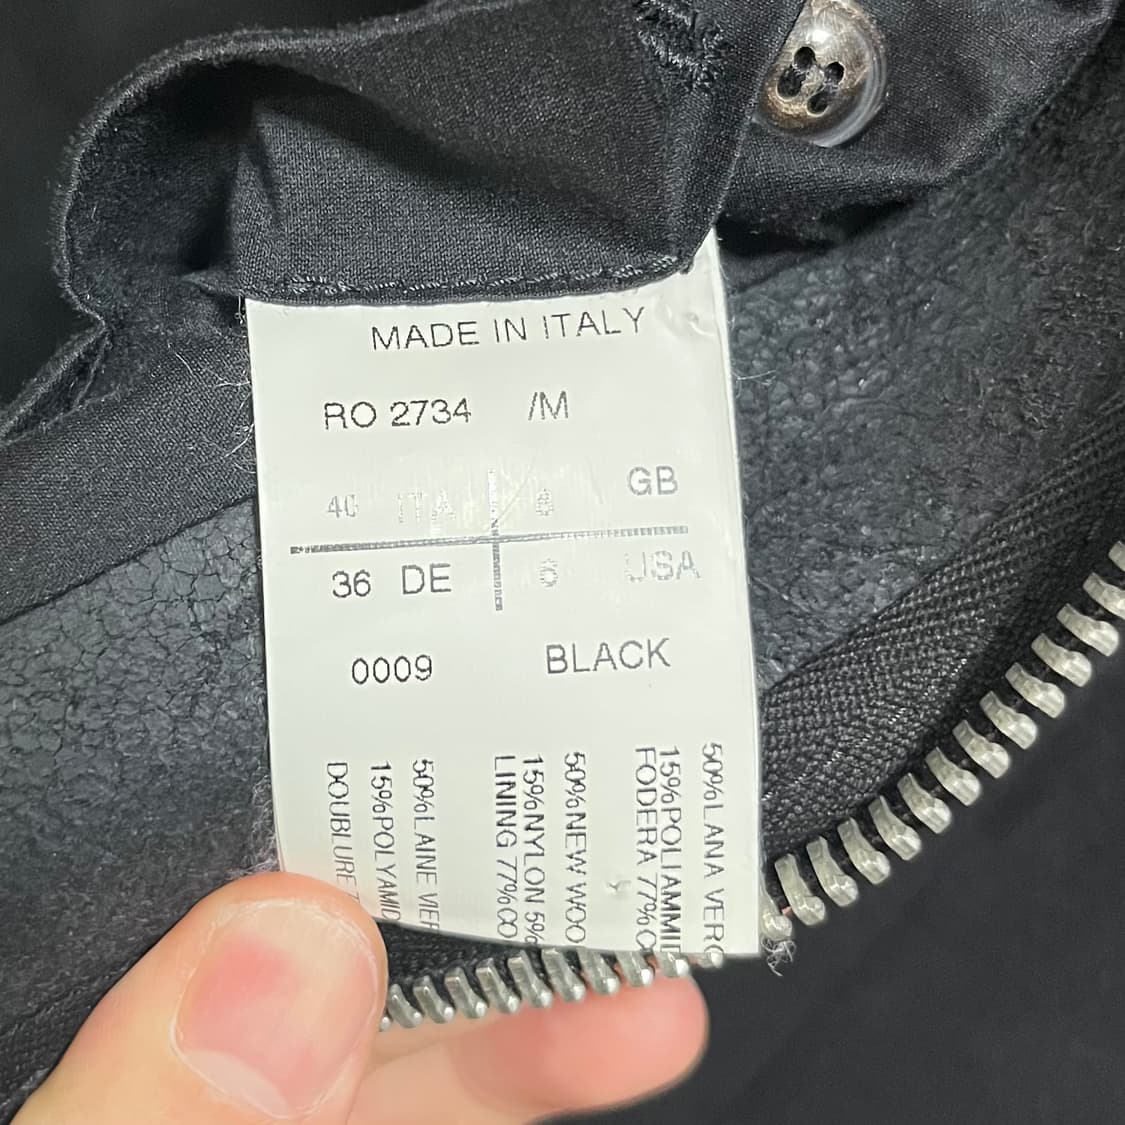 MADE IN ITALY
RO 2734 /M
40 ITA 8 GB
36 DE 6 USA
0009 BLACK
50%LANA VERG
15%POLIAMMID
FODERA 77%C
50%NEW WOO
15%NYLON 5%
LINING 77%CO
50%LAINE VIER
15%POLYAMID
DOUBLURE 7